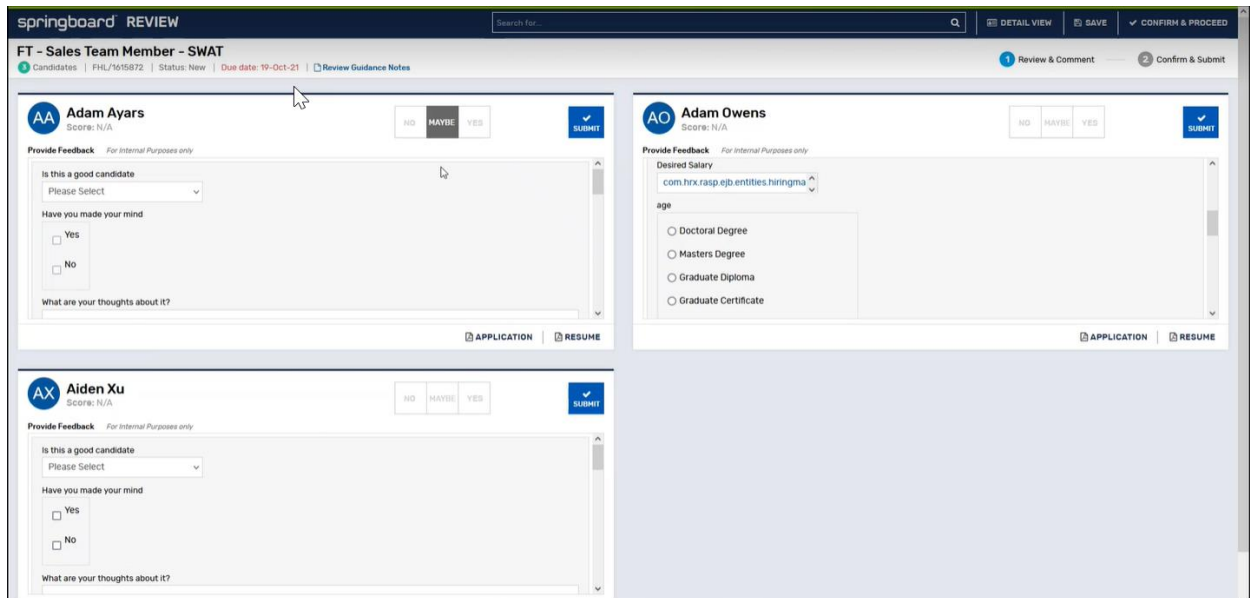 springboard REVIEW
Search for...
DETAIL VIEW
SAVE
CONFIRM & PROCEED
FT - Sales Team Member - SWAT
3 Candidates | FHL/1615872 | Status: New | Due date: 19-Oct-21 | Review Guidance Notes
1 Review & Comment
2 Confirm & Submit
AA
Adam Ayars
Score: N/A
NO MAYBE YES
SUBMIT
Provide Feedback For Internal Purposes only
Is this a good candidate
Please Select
Have you made your mind
Yes
No
What are your thoughts about it?
APPLICATION | RESUME
AO
Adam Owens
Score: N/A
NO MAYBE YES
SUBMIT
Provide Feedback For Internal Purposes only
Desired Salary
com.hrx.rasp.ejb.entities.hiringma
age
Doctoral Degree
Masters Degree
Graduate Diploma
Graduate Certificate
APPLICATION | RESUME
AX
Aiden Xu
Score: N/A
NO MAYBE YES
SUBMIT
Provide Feedback For Internal Purposes only
Is this a good candidate
Please Select
Have you made your mind
Yes
No
What are your thoughts about it?